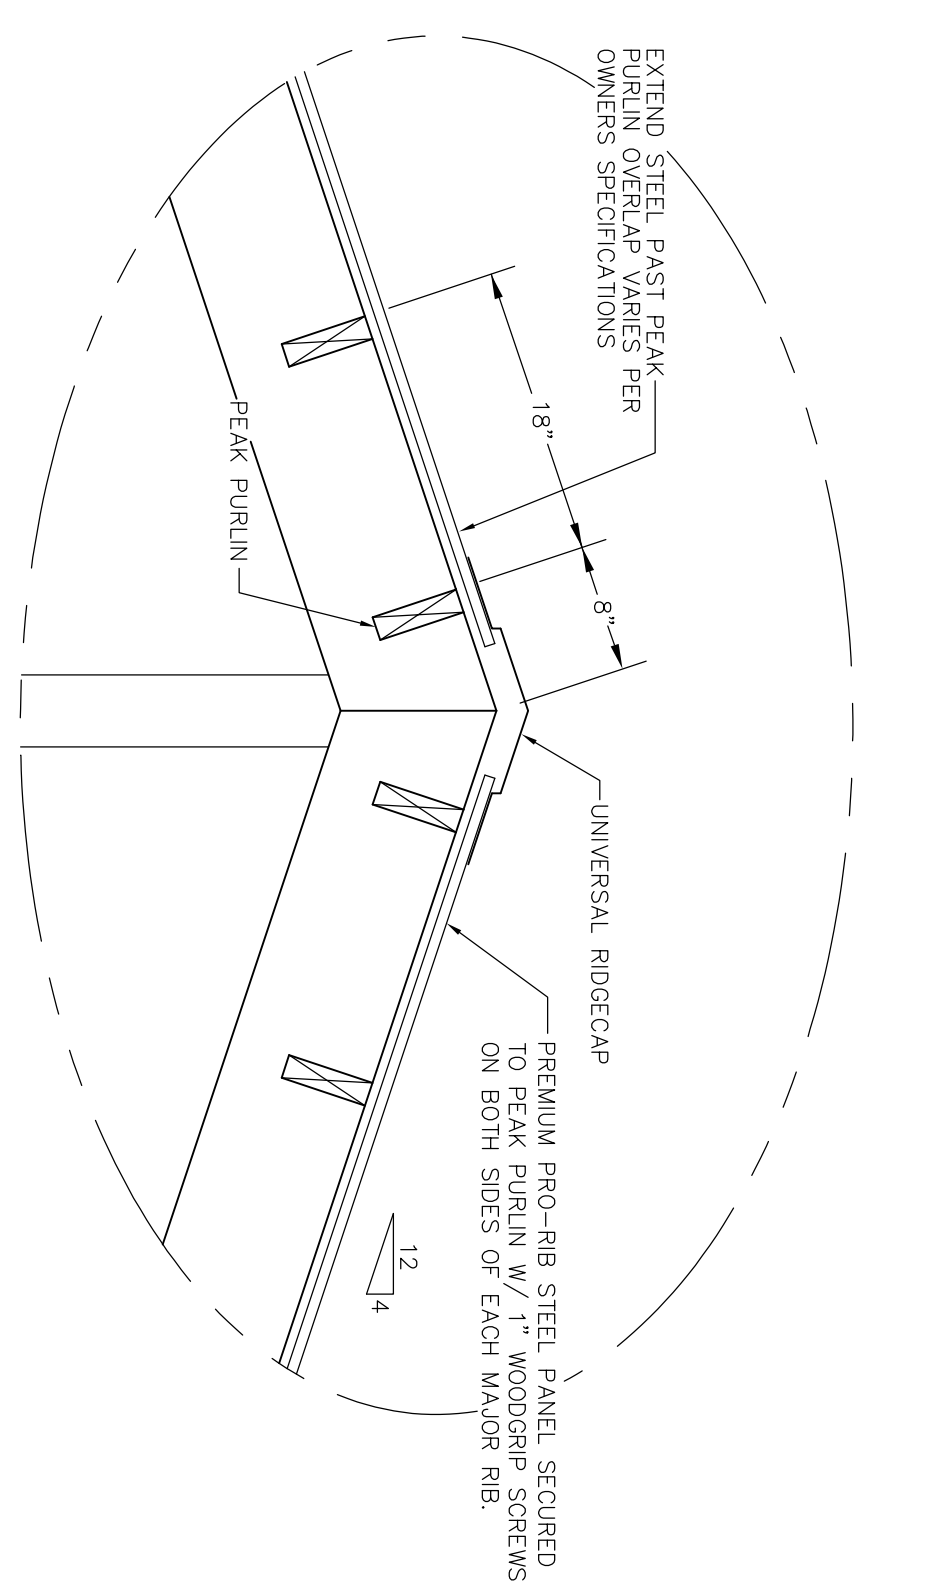 EXTEND STEEL PAST PEAK
PURLIN OVERLAP VARIES PER
OWNERS SPECIFICATIONS
18"
8"
PEAK PURLIN
UNIVERSAL RIDGECAP
PREMIUM PRO-RIB STEEL PANEL SECURED
TO PEAK PURLIN W/ 1" WOODGRIP SCREWS
ON BOTH SIDES OF EACH MAJOR RIB.
12
4